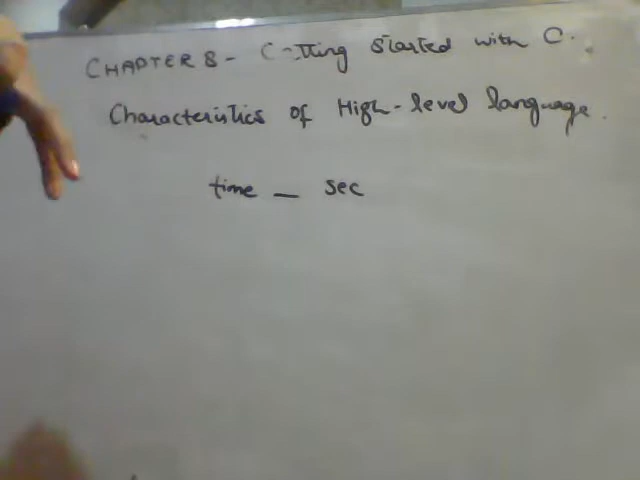 CHAPTER 8- Getting Started with C.
Characteristics of High-level language.
time _ sec